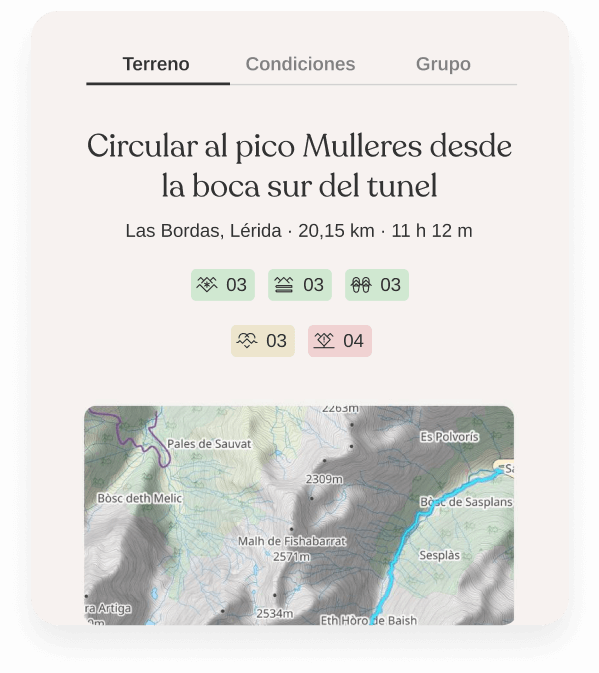 Terreno Condiciones Grupo
Circular al pico Mulleres desde
la boca sur del tunel
Las Bordas, Lérida · 20,15 km · 11 h 12 m
03 03 03
03 04
2263m
Pales de Sauvat
Es Polvorís
2309m
Bòsc deth Melic
Bòsc de Sasplans
Malh de Fishabarrat
2571m
Sesplàs
ra Artiga
2534m
Eth Hòro de Baish